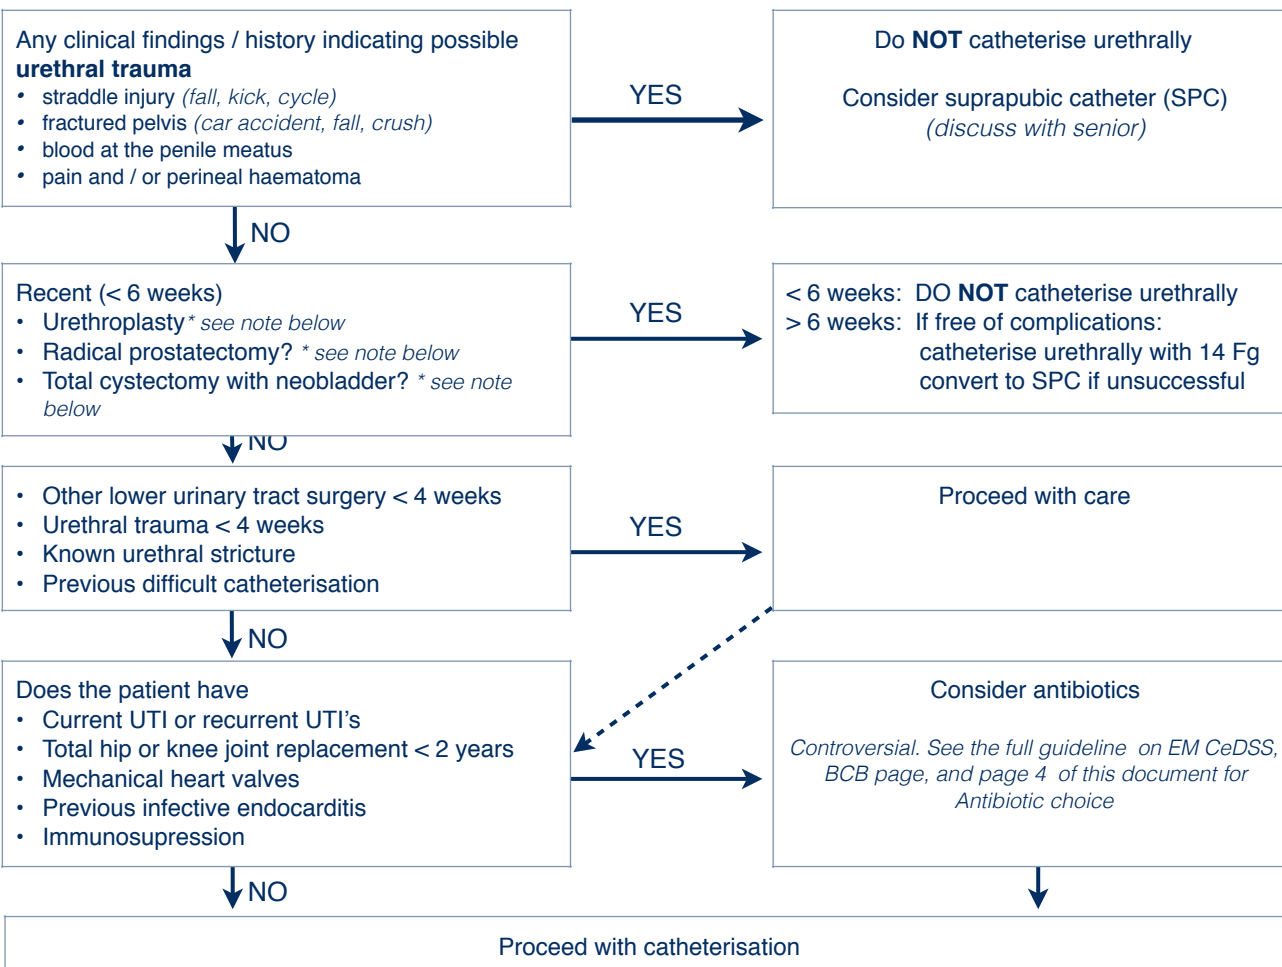 Any clinical findings / history indicating possible
urethral trauma
• straddle injury (fall, kick, cycle)
• fractured pelvis (car accident, fall, crush)
• blood at the penile meatus
• pain and / or perineal haematoma
YES
Do NOT catheterise urethrally
Consider suprapubic catheter (SPC)
(discuss with senior)
NO
Recent (< 6 weeks)
• Urethroplasty* see note below
• Radical prostatectomy? * see note below
• Total cystectomy with neobladder? * see note
below
YES
< 6 weeks: DO NOT catheterise urethrally
> 6 weeks: If free of complications:
catheterise urethrally with 14 Fg
convert to SPC if unsuccessful
NO
• Other lower urinary tract surgery < 4 weeks
• Urethral trauma < 4 weeks
• Known urethral stricture
• Previous difficult catheterisation
YES
Proceed with care
NO
Does the patient have
• Current UTI or recurrent UTI's
• Total hip or knee joint replacement < 2 years
• Mechanical heart valves
• Previous infective endocarditis
• Immunosupression
YES
Consider antibiotics
Controversial. See the full guideline on EM CeDSS,
BCB page, and page 4 of this document for
Antibiotic choice
NO
Proceed with catheterisation